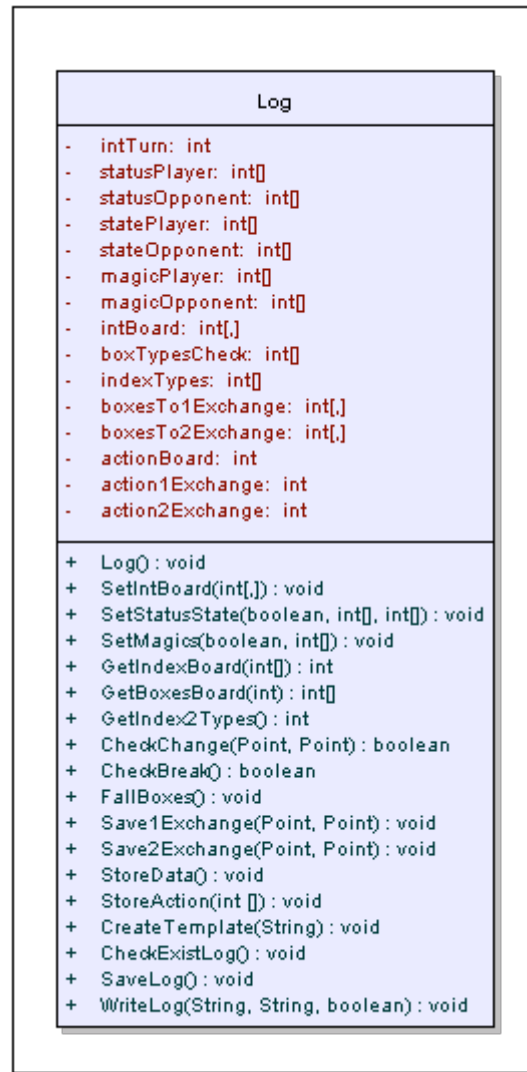 Log
- intTurn: int
- statusPlayer: int[]
- statusOpponent: int[]
- statePlayer: int[]
- stateOpponent: int[]
- magicPlayer: int[]
- magicOpponent: int[]
- intBoard: int[,]
- boxTypesCheck: int[]
- indexTypes: int[]
- boxesTo1Exchange: int[,]
- boxesTo2Exchange: int[,]
- actionBoard: int
- action1Exchange: int
- action2Exchange: int
+ Log() : void
+ SetIntBoard(int[,]) : void
+ SetStatusState(boolean, int[], int[]) : void
+ SetMagics(boolean, int[]) : void
+ GetIndexBoard(int[]) : int
+ GetBoxesBoard(int) : int[]
+ GetIndex2Types() : int
+ CheckChange(Point, Point) : boolean
+ CheckBreak() : boolean
+ FallBoxes() : void
+ Save1Exchange(Point, Point) : void
+ Save2Exchange(Point, Point) : void
+ StoreData() : void
+ StoreAction(int []) : void
+ CreateTemplate(String) : void
+ CheckExistLog() : void
+ SaveLog() : void
+ WriteLog(String, String, boolean) : void